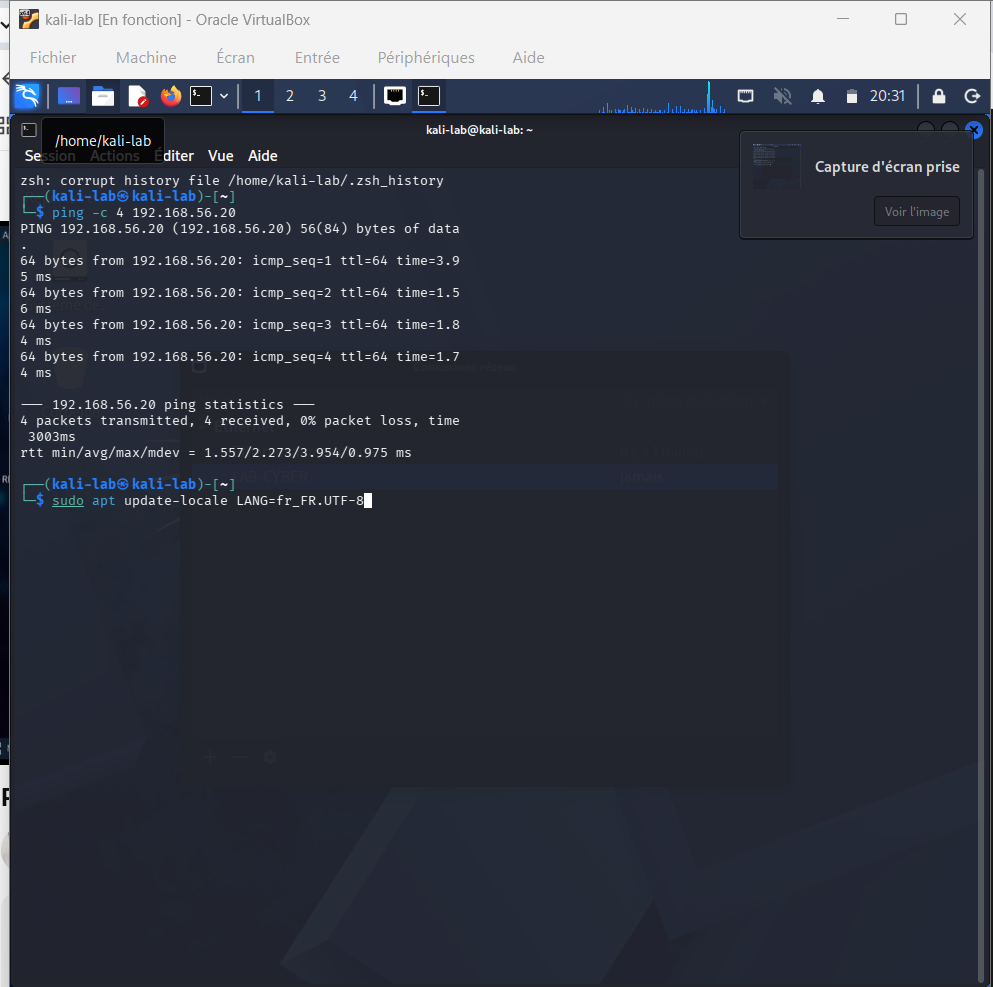 kali-lab [En fonction] - Oracle VirtualBox
Fichier Machine Écran Entrée Périphériques Aide
1 2 3 4 20:31
kali-lab@kali-lab: ~
/home/kali-lab
Session Actions Éditer Vue Aide
Capture d'écran prise
Voir l'image
zsh: corrupt history file /home/kali-lab/.zsh_history
┌──(kali-lab㉿kali-lab)-[~]
└─$ ping -c 4 192.168.56.20
PING 192.168.56.20 (192.168.56.20) 56(84) bytes of data
.
64 bytes from 192.168.56.20: icmp_seq=1 ttl=64 time=3.9
5 ms
64 bytes from 192.168.56.20: icmp_seq=2 ttl=64 time=1.5
6 ms
64 bytes from 192.168.56.20: icmp_seq=3 ttl=64 time=1.8
4 ms
64 bytes from 192.168.56.20: icmp_seq=4 ttl=64 time=1.7
4 ms
--- 192.168.56.20 ping statistics ---
4 packets transmitted, 4 received, 0% packet loss, time
3003ms
rtt min/avg/max/mdev = 1.557/2.273/3.954/0.975 ms
┌──(kali-lab㉿kali-lab)-[~]
└─$ sudo apt update-locale LANG=fr_FR.UTF-8